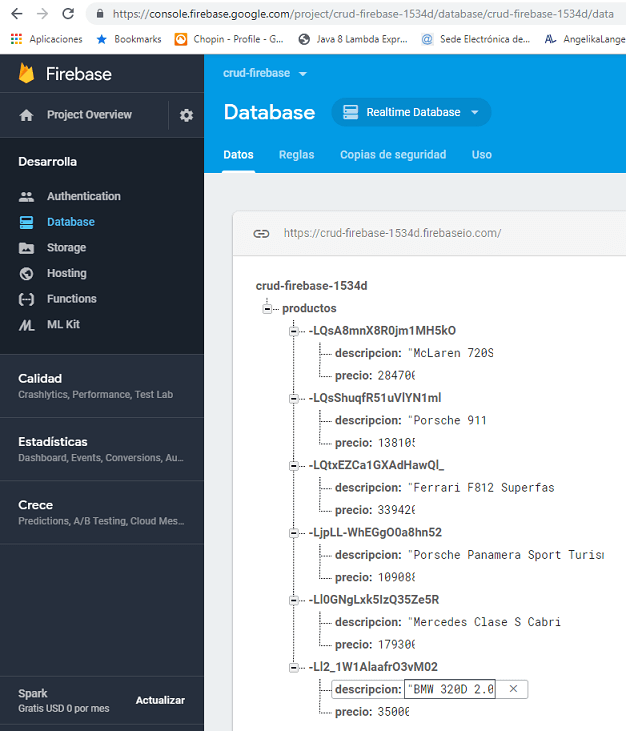 https://console.firebase.google.com/project/crud-firebase-1534d/database/crud-firebase-1534d/data
Aplicaciones Bookmarks Chopin - Profile - G... Java 8 Lambda Expr... Sede Electrónica de... AL AngelikaLange
Firebase
crud-firebase
Project Overview
Database Realtime Database
Datos Reglas Copias de seguridad Uso
Desarrolla
Authentication
Database
Storage
Hosting
Functions
ML Kit
Calidad
Crashlytics, Performance, Test Lab
Estadísticas
Dashboard, Events, Conversions, Au...
Crece
Predictions, A/B Testing, Cloud Mes...
Spark
Gratis USD 0 por mes
Actualizar
https://crud-firebase-1534d.firebaseio.com/
crud-firebase-1534d
productos
-LQsA8mnX8R0jm1MH5kO
descripcion: "McLaren 720S
precio: 284700
-LQsShuqfR51uVlYN1ml
descripcion: "Porsche 911
precio: 138105
-LQtxEZCa1GXAdHawQl_
descripcion: "Ferrari F812 Superfas
precio: 339420
-LjpLL-WhEGgO0a8hn52
descripcion: "Porsche Panamera Sport Turism
precio: 109088
-Ll0GNgLxk5IzQ35Ze5R
descripcion: "Mercedes Clase S Cabri
precio: 179300
-Ll2_1W1AlaafrO3vM02
descripcion: "BMW 320D 2.0
precio: 35000